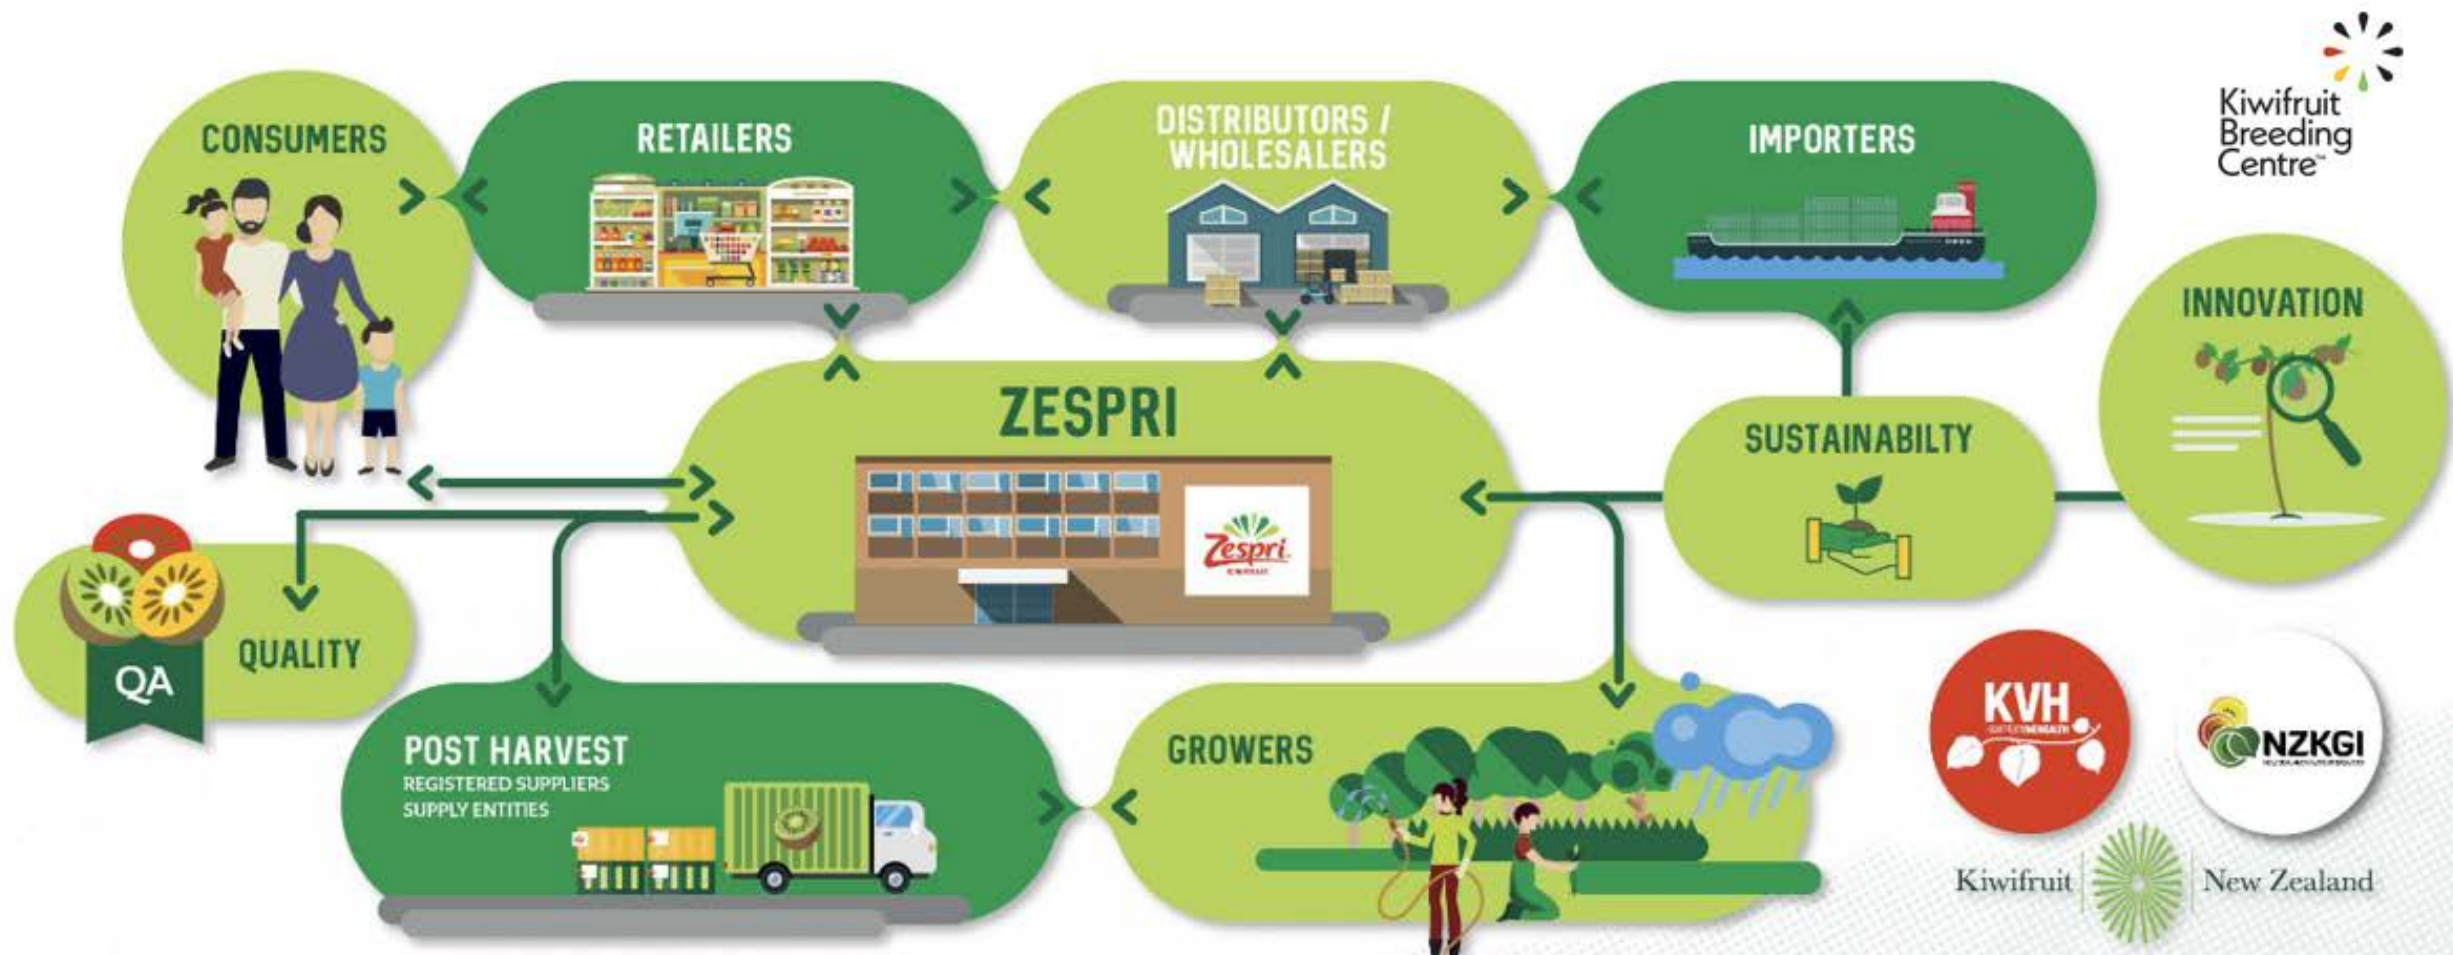 CONSUMERS
RETAILERS
DISTRIBUTORS /
WHOLESALERS
IMPORTERS
Kiwifruit
Breeding
Centre™
INNOVATION
ZESPRI
SUSTAINABILTY
Zespri
QA
QUALITY
POST HARVEST
REGISTERED SUPPLIERS
SUPPLY ENTITIES
GROWERS
KVH
NZKGI
Kiwifruit
New Zealand